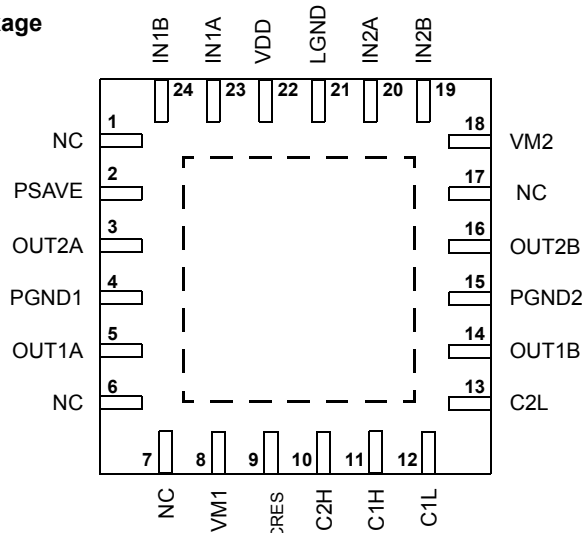 IN1B
IN1A
VDD
LGND
IN2A
IN2B
24
23
22
21
20
19
1
NC
2
PSAVE
3
OUT2A
4
PGND1
5
OUT1A
6
NC
18
VM2
17
NC
16
OUT2B
15
PGND2
14
OUT1B
13
C2L
7
8
9
10
11
12
NC
VM1
CRES
C2H
C1H
C1L